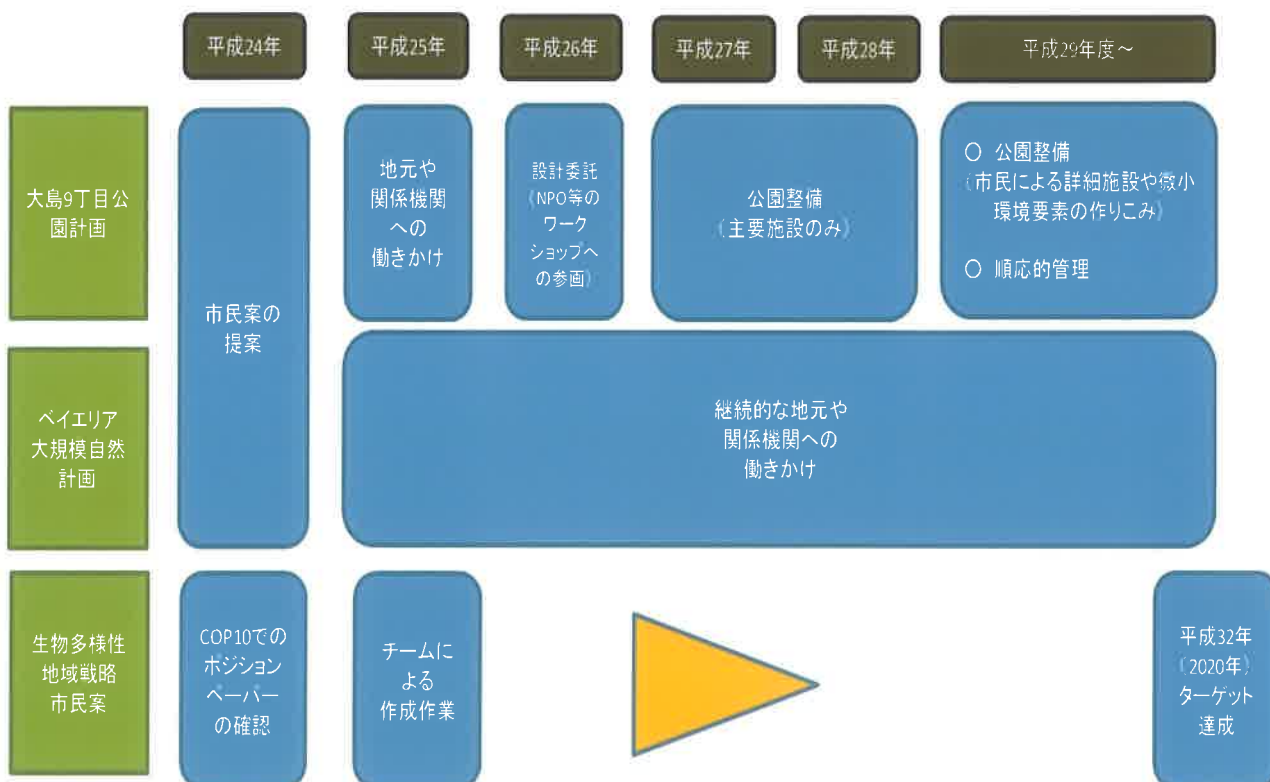 平成24年
平成25年
平成26年
平成27年
平成28年
平成29年度～
大島9丁目公
園計画
市民案の
提案
地元や
関係機関
への
働きかけ
設計委託
(NPO等の
ワーク
ショップへ
の参画)
公園整備
(主要施設のみ)
○ 公園整備
(市民による詳細施設や微小
環境要素の作りこみ)
○ 順応的管理
ベイエリア
大規模自然
計画
継続的な地元や
関係機関への
働きかけ
生物多様性
地域戦略
市民案
COP10での
ポジション
ペーパー
の確認
チームに
よる
作成作業
平成32年
(2020年)
ターゲット
達成